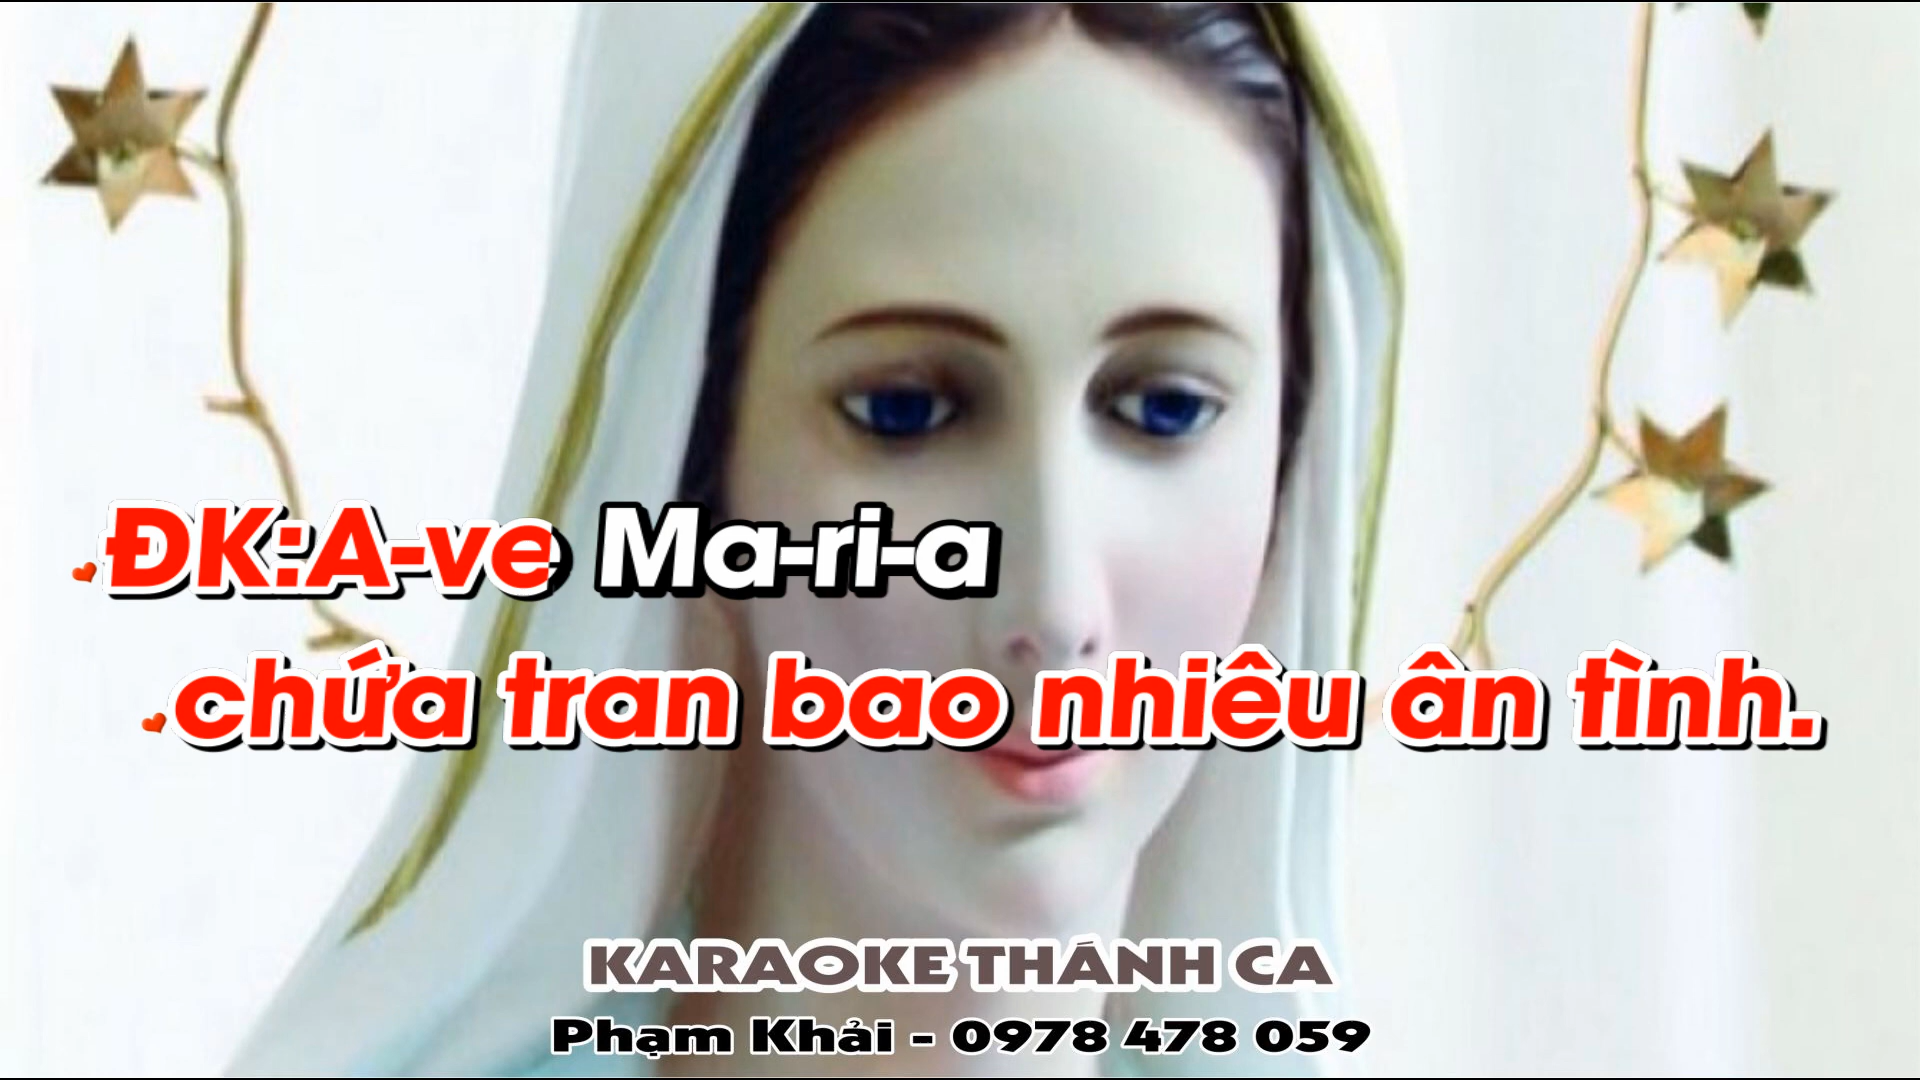 ĐK:A-ve Ma-ri-a
chứa tran bao nhiêu ân tình.
KARAOKE THÁNH CA
Phạm Khải - 0978 478 059